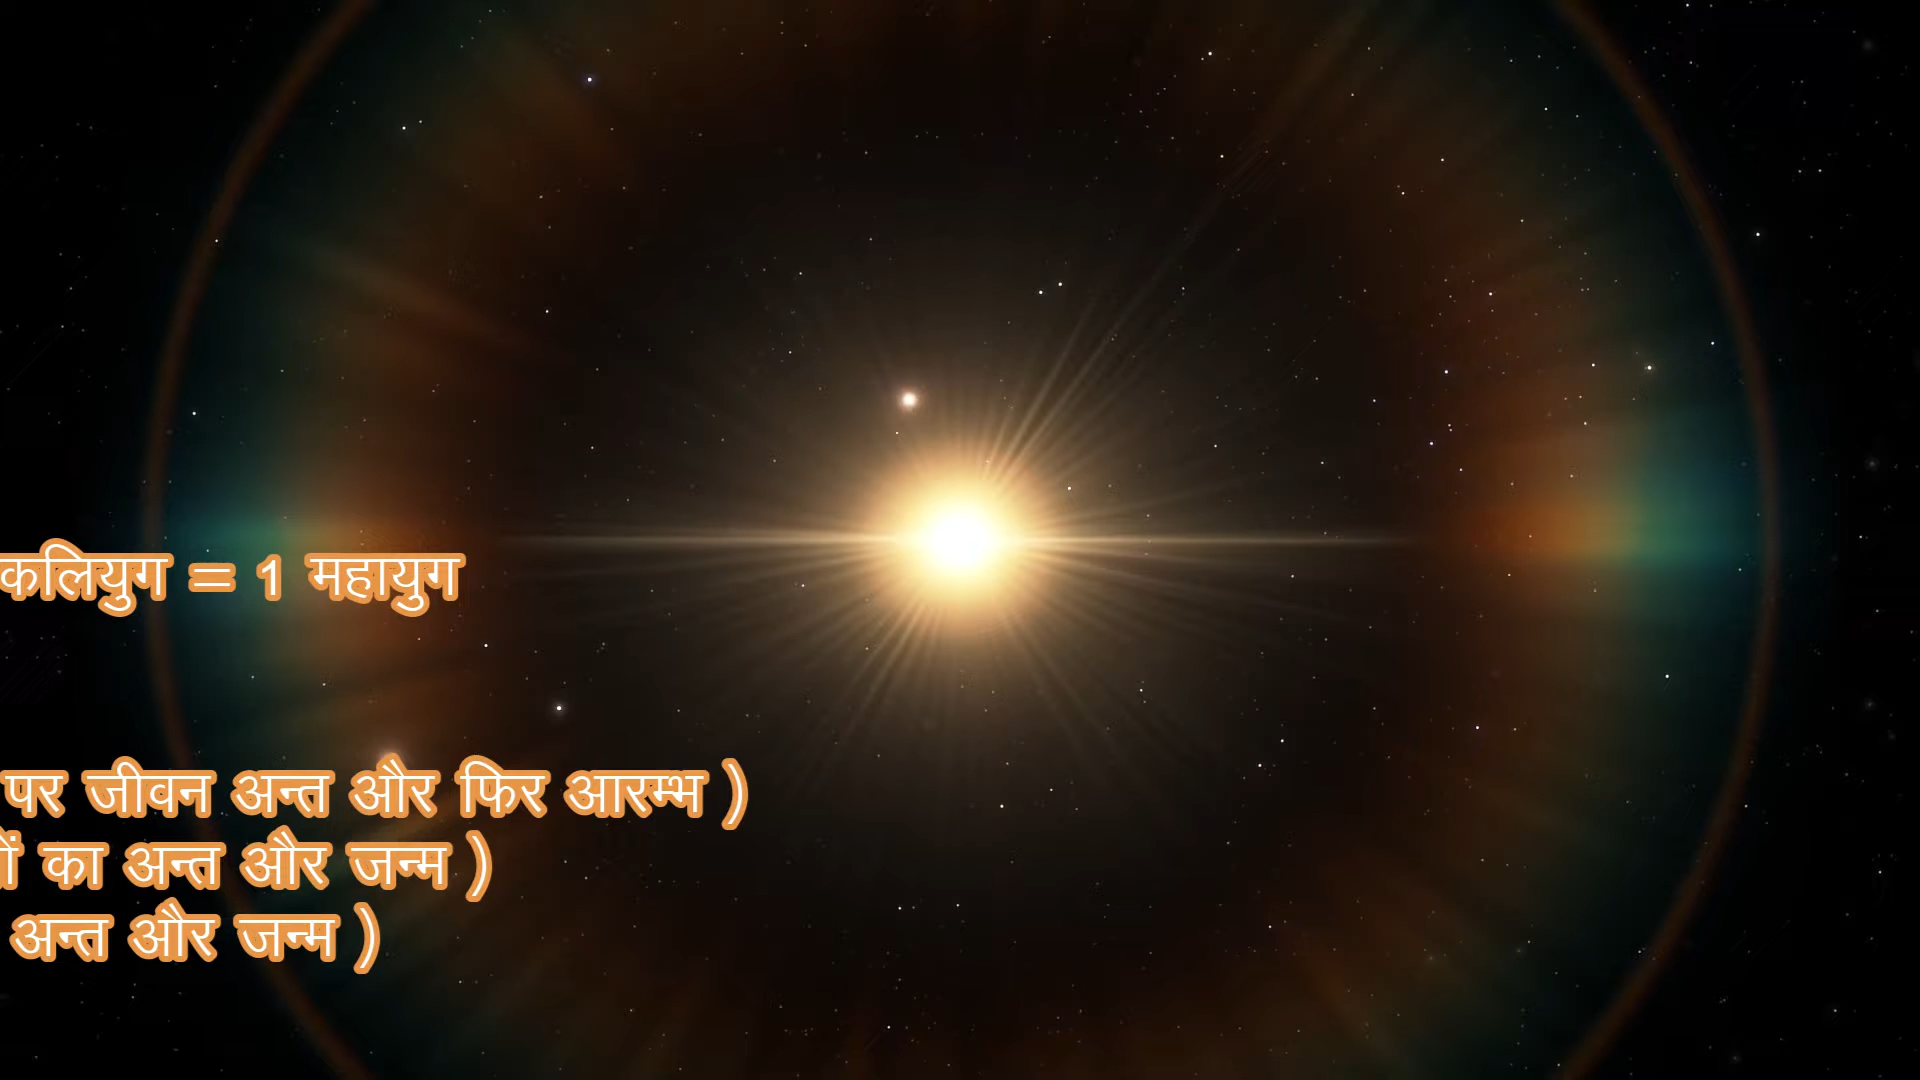 कलियुग = 1 महायुग
पर जीवन अन्त और फिर आरम्भ )
का अन्त और जन्म )
अन्त और जन्म )